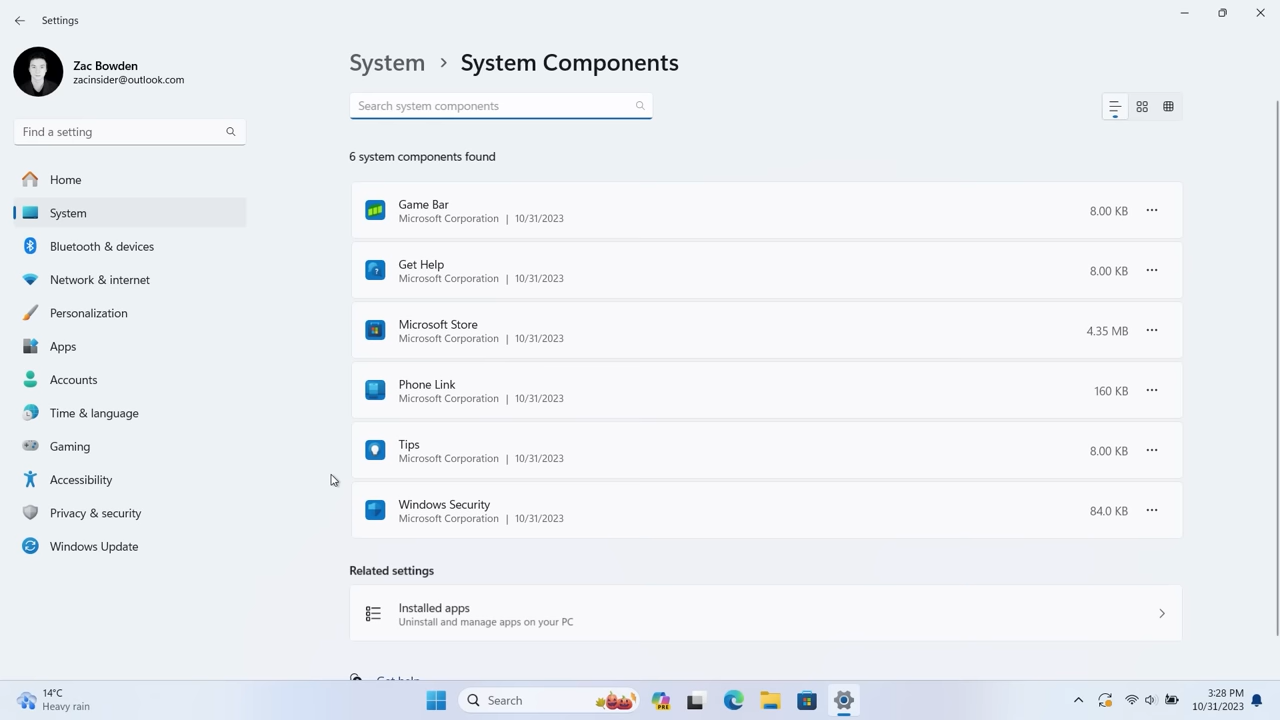 Settings
Zac Bowden
zacinsider@outlook.com
Find a setting
Home
System
Bluetooth & devices
Network & internet
Personalization
Apps
Accounts
Time & language
Gaming
Accessibility
Privacy & security
Windows Update
System > System Components
Search system components
6 system components found
Game Bar
Microsoft Corporation | 10/31/2023
8.00 KB
Get Help
Microsoft Corporation | 10/31/2023
8.00 KB
Microsoft Store
Microsoft Corporation | 10/31/2023
4.35 MB
Phone Link
Microsoft Corporation | 10/31/2023
160 KB
Tips
Microsoft Corporation | 10/31/2023
8.00 KB
Windows Security
Microsoft Corporation | 10/31/2023
84.0 KB
Related settings
Installed apps
Uninstall and manage apps on your PC
Get help
14°C
Heavy rain
Search
PRE
3:28 PM
10/31/2023